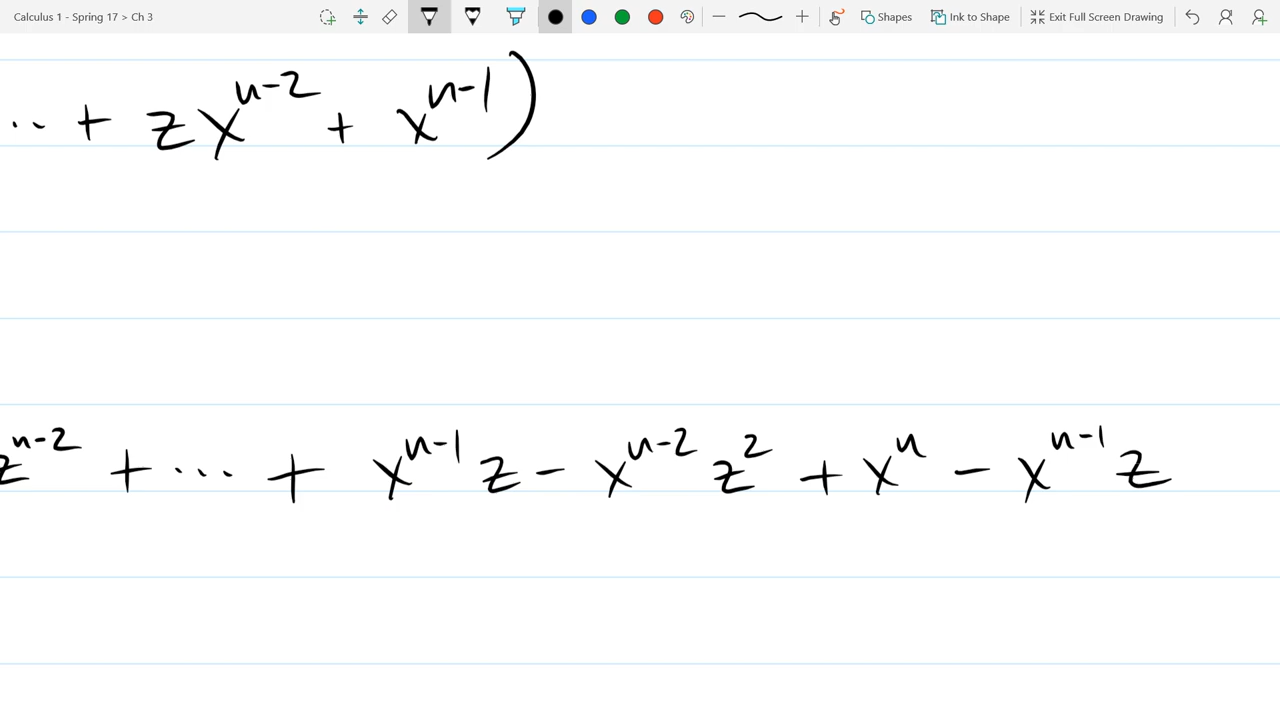 Calculus 1 - Spring 17 > Ch 3 Shapes Ink to Shape Exit Full Screen Drawing
·· + zx^{n-2} + x^{n-1})
z^{n-2} + ··· + x^{n-1}z - x^{n-2}z^2 + x^n - x^{n-1}z